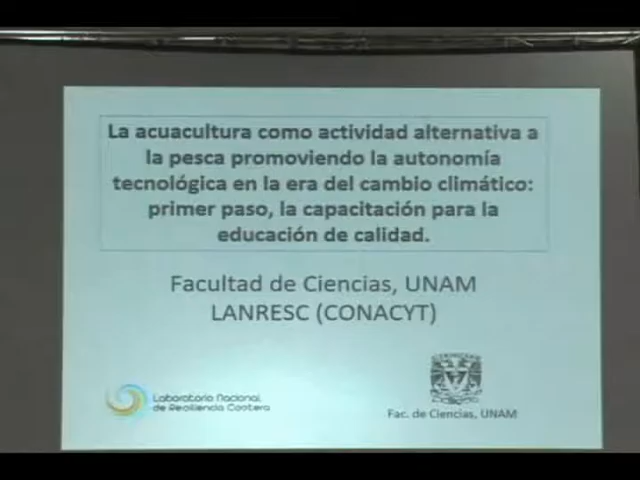 La acuacultura como actividad alternativa a
la pesca promoviendo la autonomía
tecnológica en la era del cambio climático:
primer paso, la capacitación para la
educación de calidad.
Facultad de Ciencias, UNAM
LANRESC (CONACYT)
Laboratorio Nacional
de Resiliencia Costera
Fac. de Ciencias, UNAM